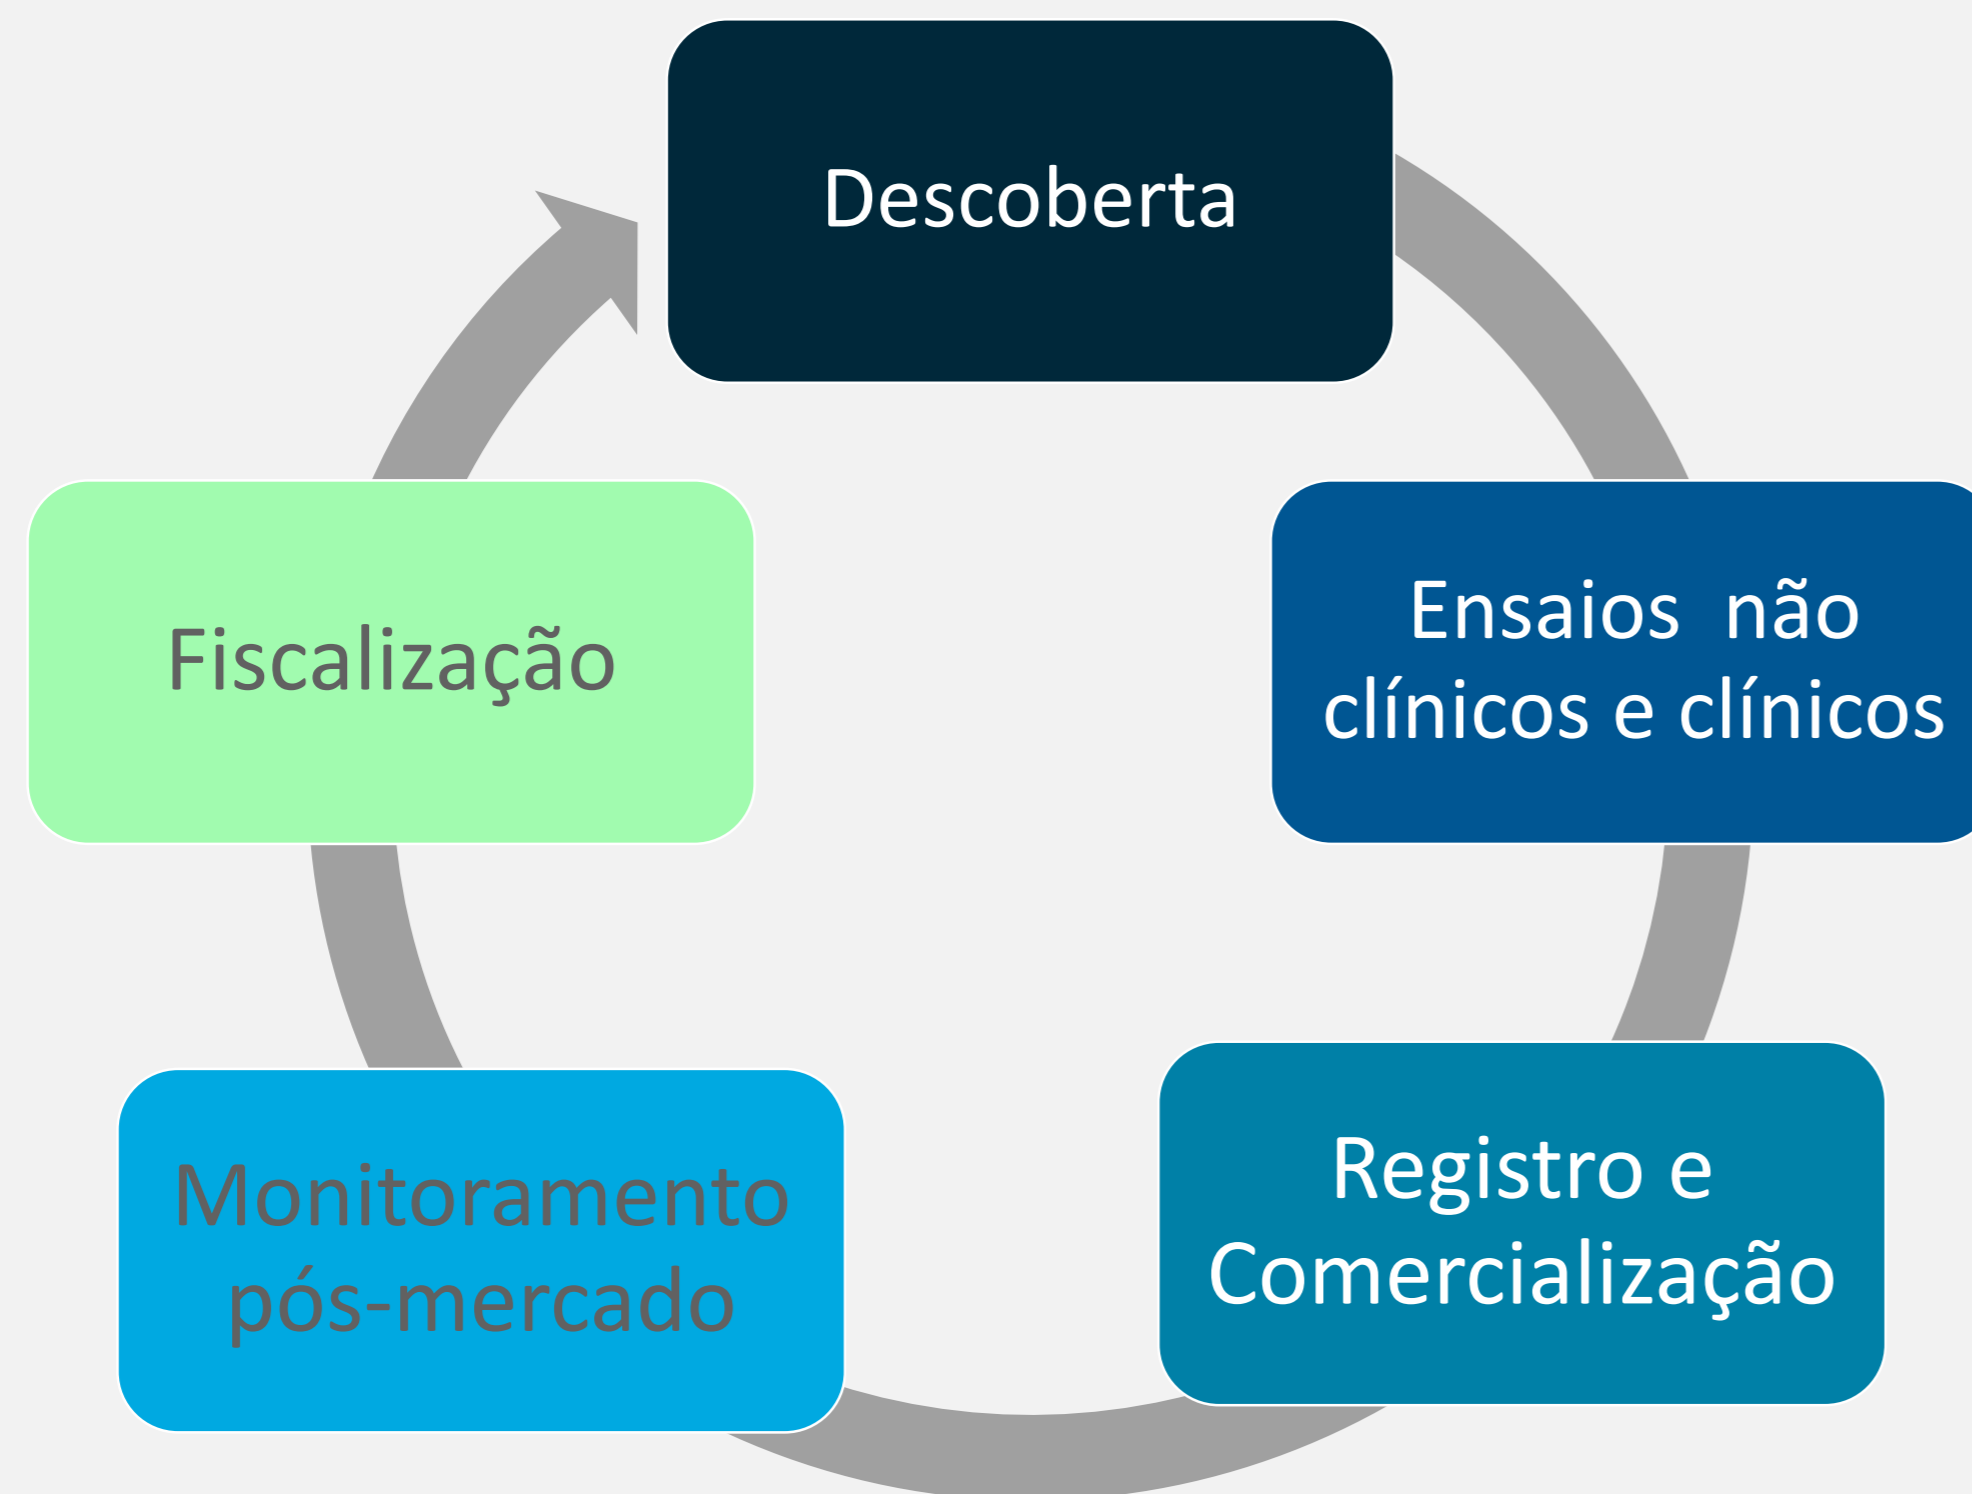 Descoberta
Ensaios  não
clínicos e clínicos
Registro e
Comercialização
Monitoramento
pós-mercado
Fiscalização